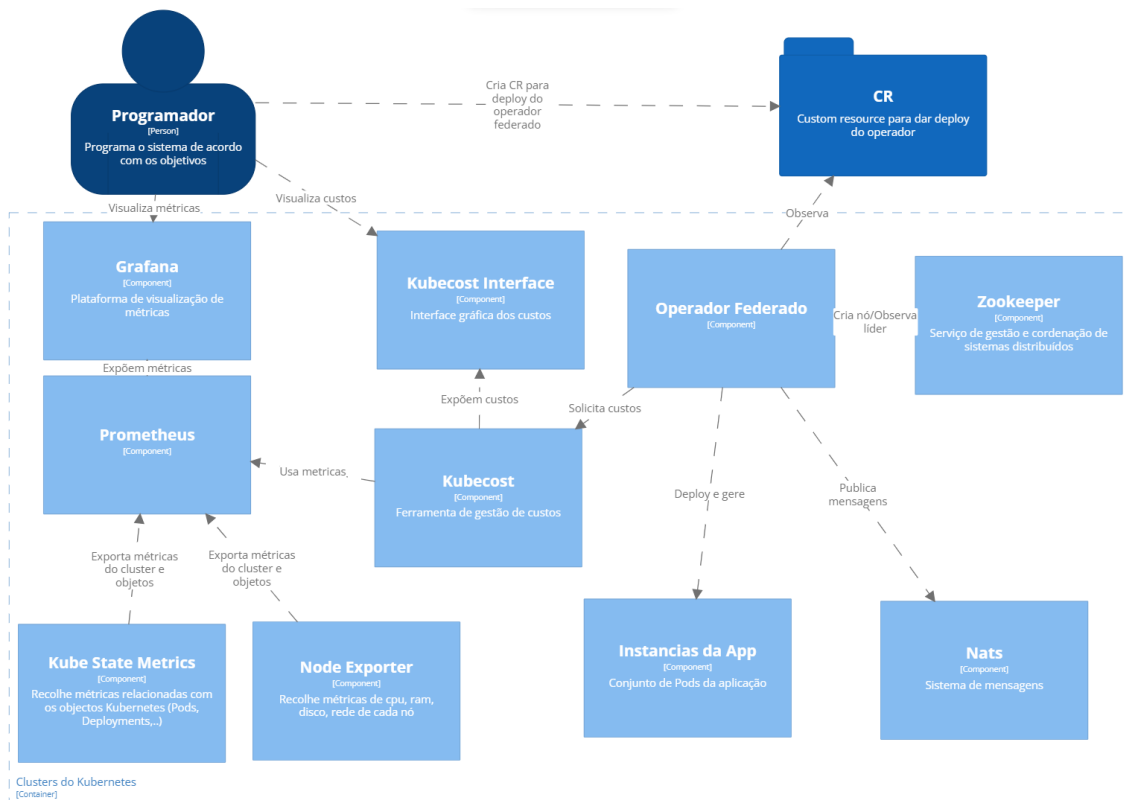 Programador
[Person]
Programa o sistema de acordo
com os objetivos
Cria CR para
deploy do
operador
federado
CR
Custom resource para dar deploy
do operador
Visualiza métricas
Visualiza custos
Observa
Grafana
[Component]
Plataforma de visualização de
métricas
Kubecost Interface
[Component]
Interface gráfica dos custos
Operador Federado
[Component]
Cria nó/Observa
líder
Zookeeper
[Component]
Serviço de gestão e cordenação de
sistemas distribuídos
Expõem métricas
Expõem custos
Solicita custos
Prometheus
[Component]
Usa metricas
Kubecost
[Component]
Ferramenta de gestão de custos
Deploy e gere
Publica
mensagens
Exporta métricas
do cluster e
objetos
Exporta métricas
do cluster e
objetos
Kube State Metrics
[Component]
Recolhe métricas relacionadas com
os objectos Kubernetes (Pods,
Deployments,..)
Node Exporter
[Component]
Recolhe métricas de cpu, ram,
disco, rede de cada nó
Instancias da App
[Component]
Conjunto de Pods da aplicação
Nats
[Component]
Sistema de mensagens
Clusters do Kubernetes
[Container]